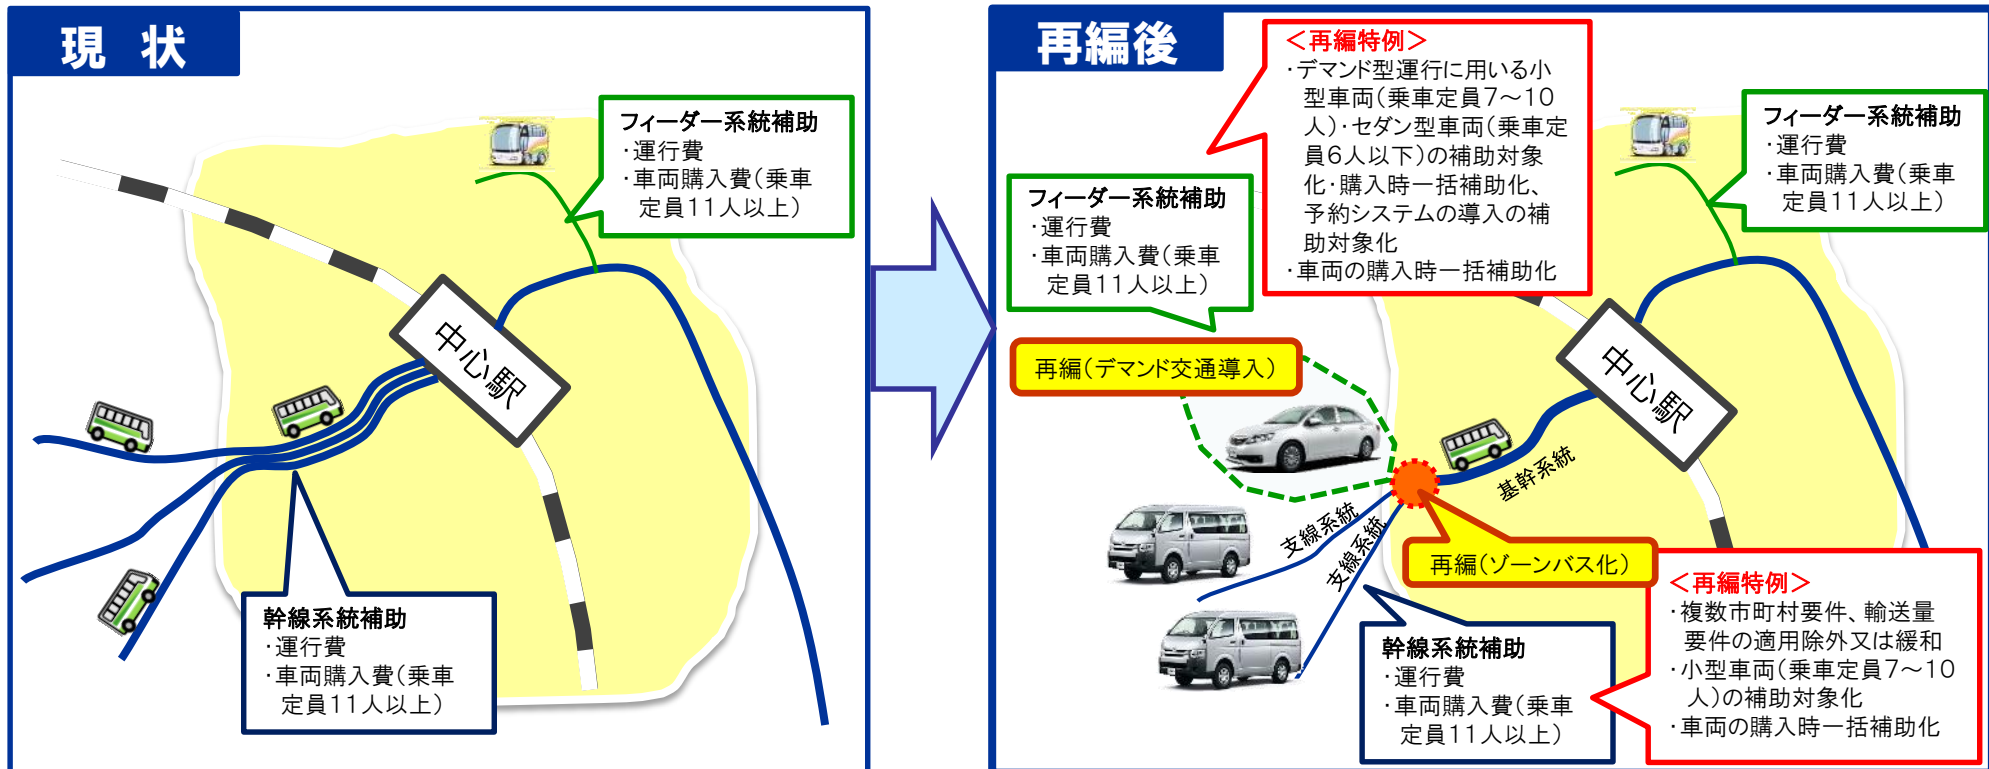 現 状
フィーダー系統補助
・運行費
・車両購入費(乗車
定員11人以上)
中心駅
幹線系統補助
・運行費
・車両購入費(乗車
定員11人以上)
再編後
<再編特例>
・デマンド型運行に用いる小
型車両(乗車定員7~10
人)・セダン型車両(乗車定
員6人以下)の補助対象
化・購入時一括補助化、
予約システムの導入の補
助対象化
・車両の購入時一括補助化
フィーダー系統補助
・運行費
・車両購入費(乗車
定員11人以上)
フィーダー系統補助
・運行費
・車両購入費(乗車
定員11人以上)
再編(デマンド交通導入)
中心駅
基幹系統
支線系統
支線系統
再編(ゾーンバス化)
幹線系統補助
・運行費
・車両購入費(乗車
定員11人以上)
<再編特例>
・複数市町村要件、輸送量
要件の適用除外又は緩和
・小型車両(乗車定員7~10
人)の補助対象化
・車両の購入時一括補助化